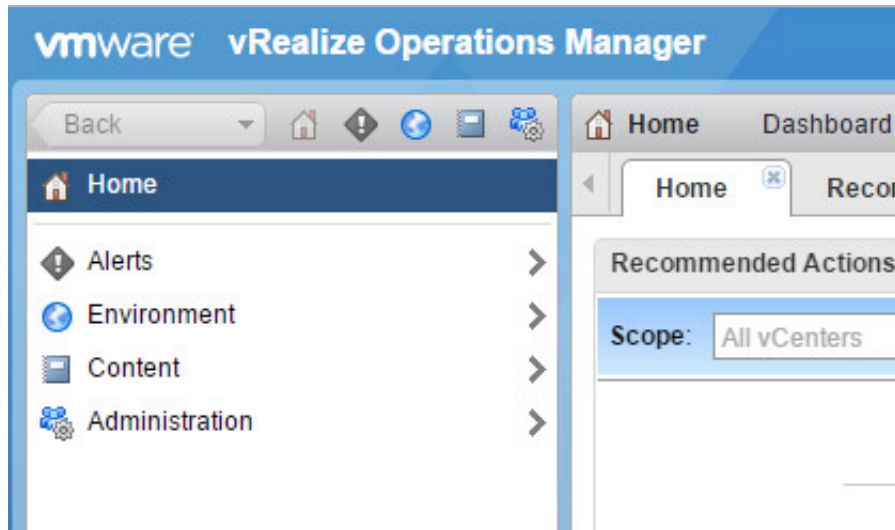 vmware vRealize Operations Manager
Back
Home Dashboard
Home
Home
Alerts
Environment
Content
Administration
Recommended Actions
Scope: All vCenters